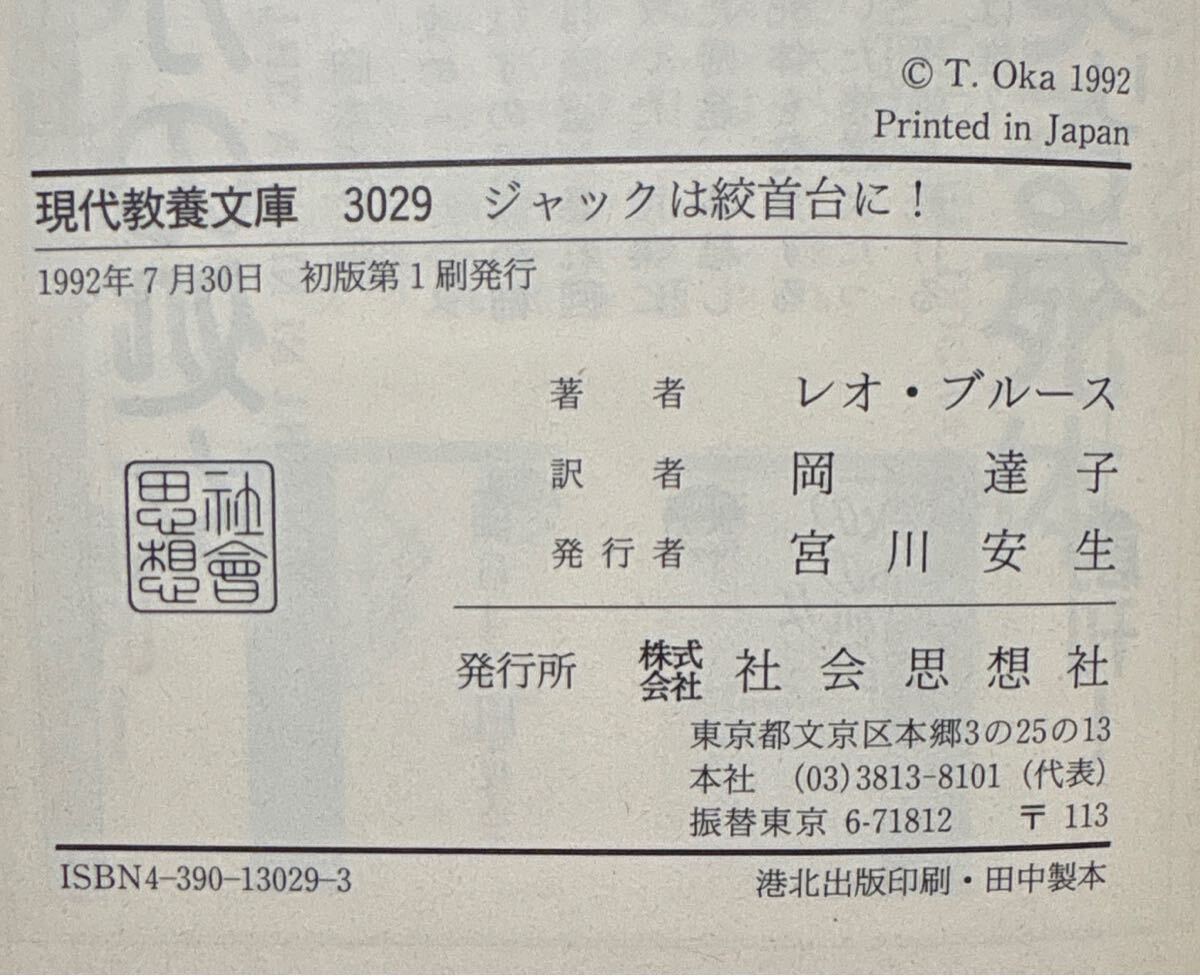 © T. Oka 1992
Printed in Japan
現代教養文庫 3029 ジャックは絞首台に！
1992年7月30日 初版第1刷発行
著者 レオ・ブルース
訳者 岡達子
発行者 宮川安生
社會思想
発行所 株式会社 社会思想社
東京都文京区本郷3の25の13
本社 (03)3813-8101 (代表)
振替東京 6-71812 〒113
ISBN4-390-13029-3
港北出版印刷・田中製本